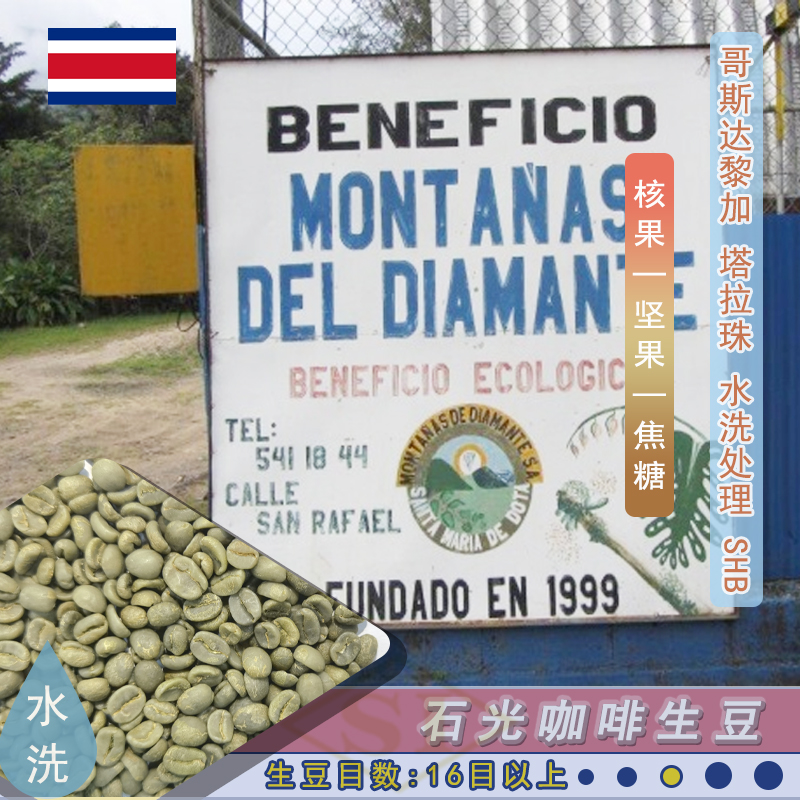 BENEFICIO
MONTAÑAS
DEL DIAMANTE
BENEFICIO ECOLOGIC
TEL:
541 18 44
CALLE
SAN RAFAEL
MONTAÑAS DE DIAMANTE S.A
SANTA MARIA DE DOTA
FUNDADO EN 1999
核果|坚果|焦糖
哥斯达黎加 塔拉珠 水洗处理 SHB
水洗
石光咖啡生豆
生豆目数:16目以上